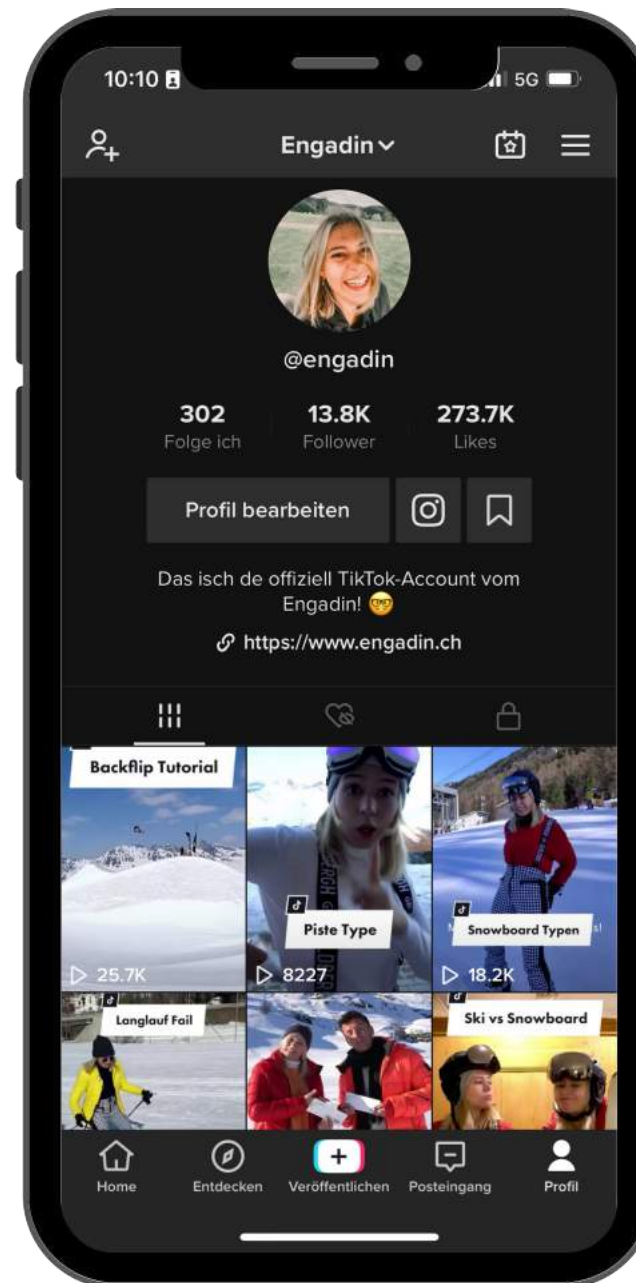 10:10 5G
Engadin
@engadin
302 13.8K 273.7K
Folge ich Follower Likes
Profil bearbeiten
Das isch de offiziell TikTok-Account vom
Engadin! 🤓
https://www.engadin.ch
Backflip Tutorial
Piste Type
Snowboard Typen
25.7K 8227 18.2K
Langlauf Fail
Ski vs Snowboard
Home Entdecken Veröffentlichen Posteingang Profil